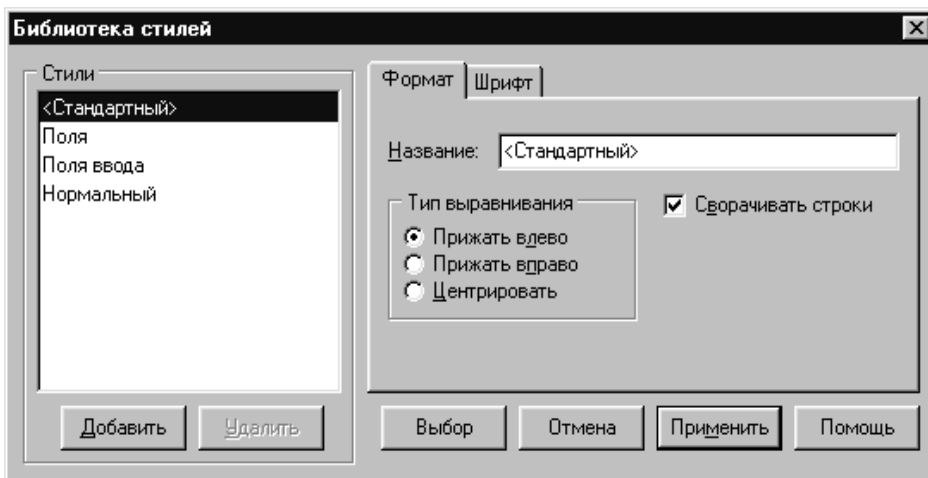 Библиотека стилей
Стили
<Стандартный>
Поля
Поля ввода
Нормальный
Добавить
Удалить
Формат
Шрифт
Название:
<Стандартный>
Тип выравнивания
Прижать влево
Прижать вправо
Центрировать
Сворачивать строки
Выбор
Отмена
Применить
Помощь